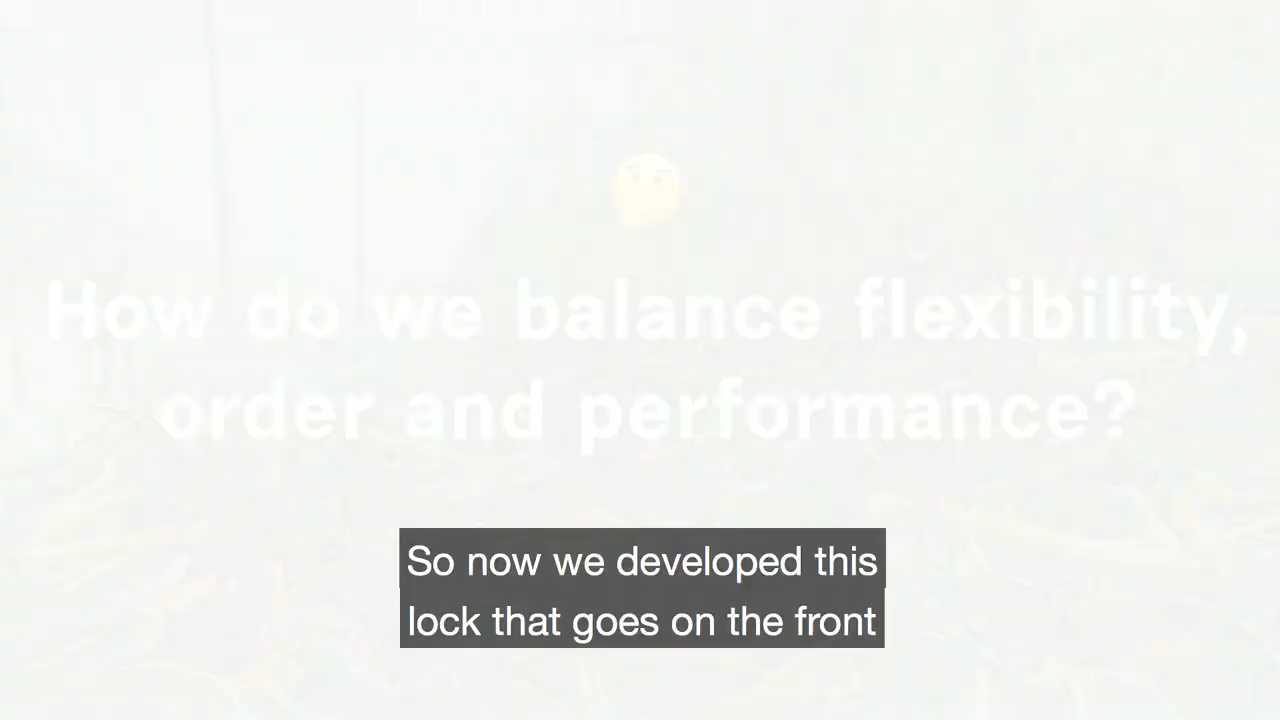 How do we balance flexibility,
order and performance?
So now we developed this
lock that goes on the front